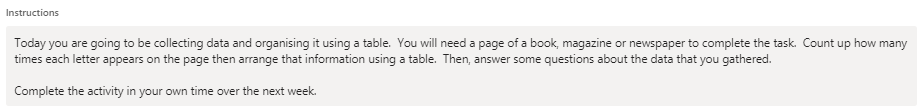 Instructions
Today you are going to be collecting data and organising it using a table.  You will need a page of a book, magazine or newspaper to complete the task.  Count up how many
times each letter appears on the page then arrange that information using a table.  Then, answer some questions about the data that you gathered.
Complete the activity in your own time over the next week.